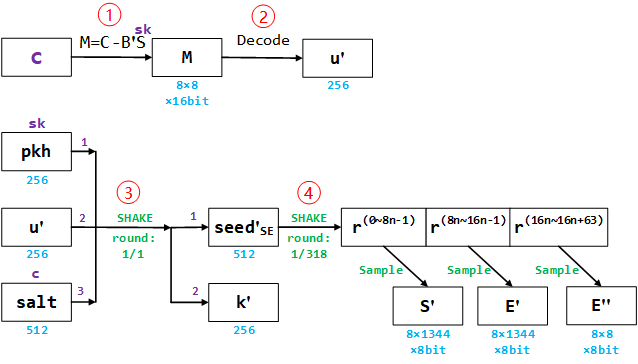 ① ②
M=C-B'S sk Decode
c M u'
8×8
×16bit
256
sk
pkh 1
256
③ ④
u' 2 SHAKE 1 seed'SE SHAKE r(0~8n-1) r(8n~16n-1) r(16n~16n+63)
256 round:
1/1
512 round:
1/318
Sample Sample Sample
c
salt 3 2 k' S' E' E''
512 256
8×1344
×8bit
8×1344
×8bit
8×8
×8bit